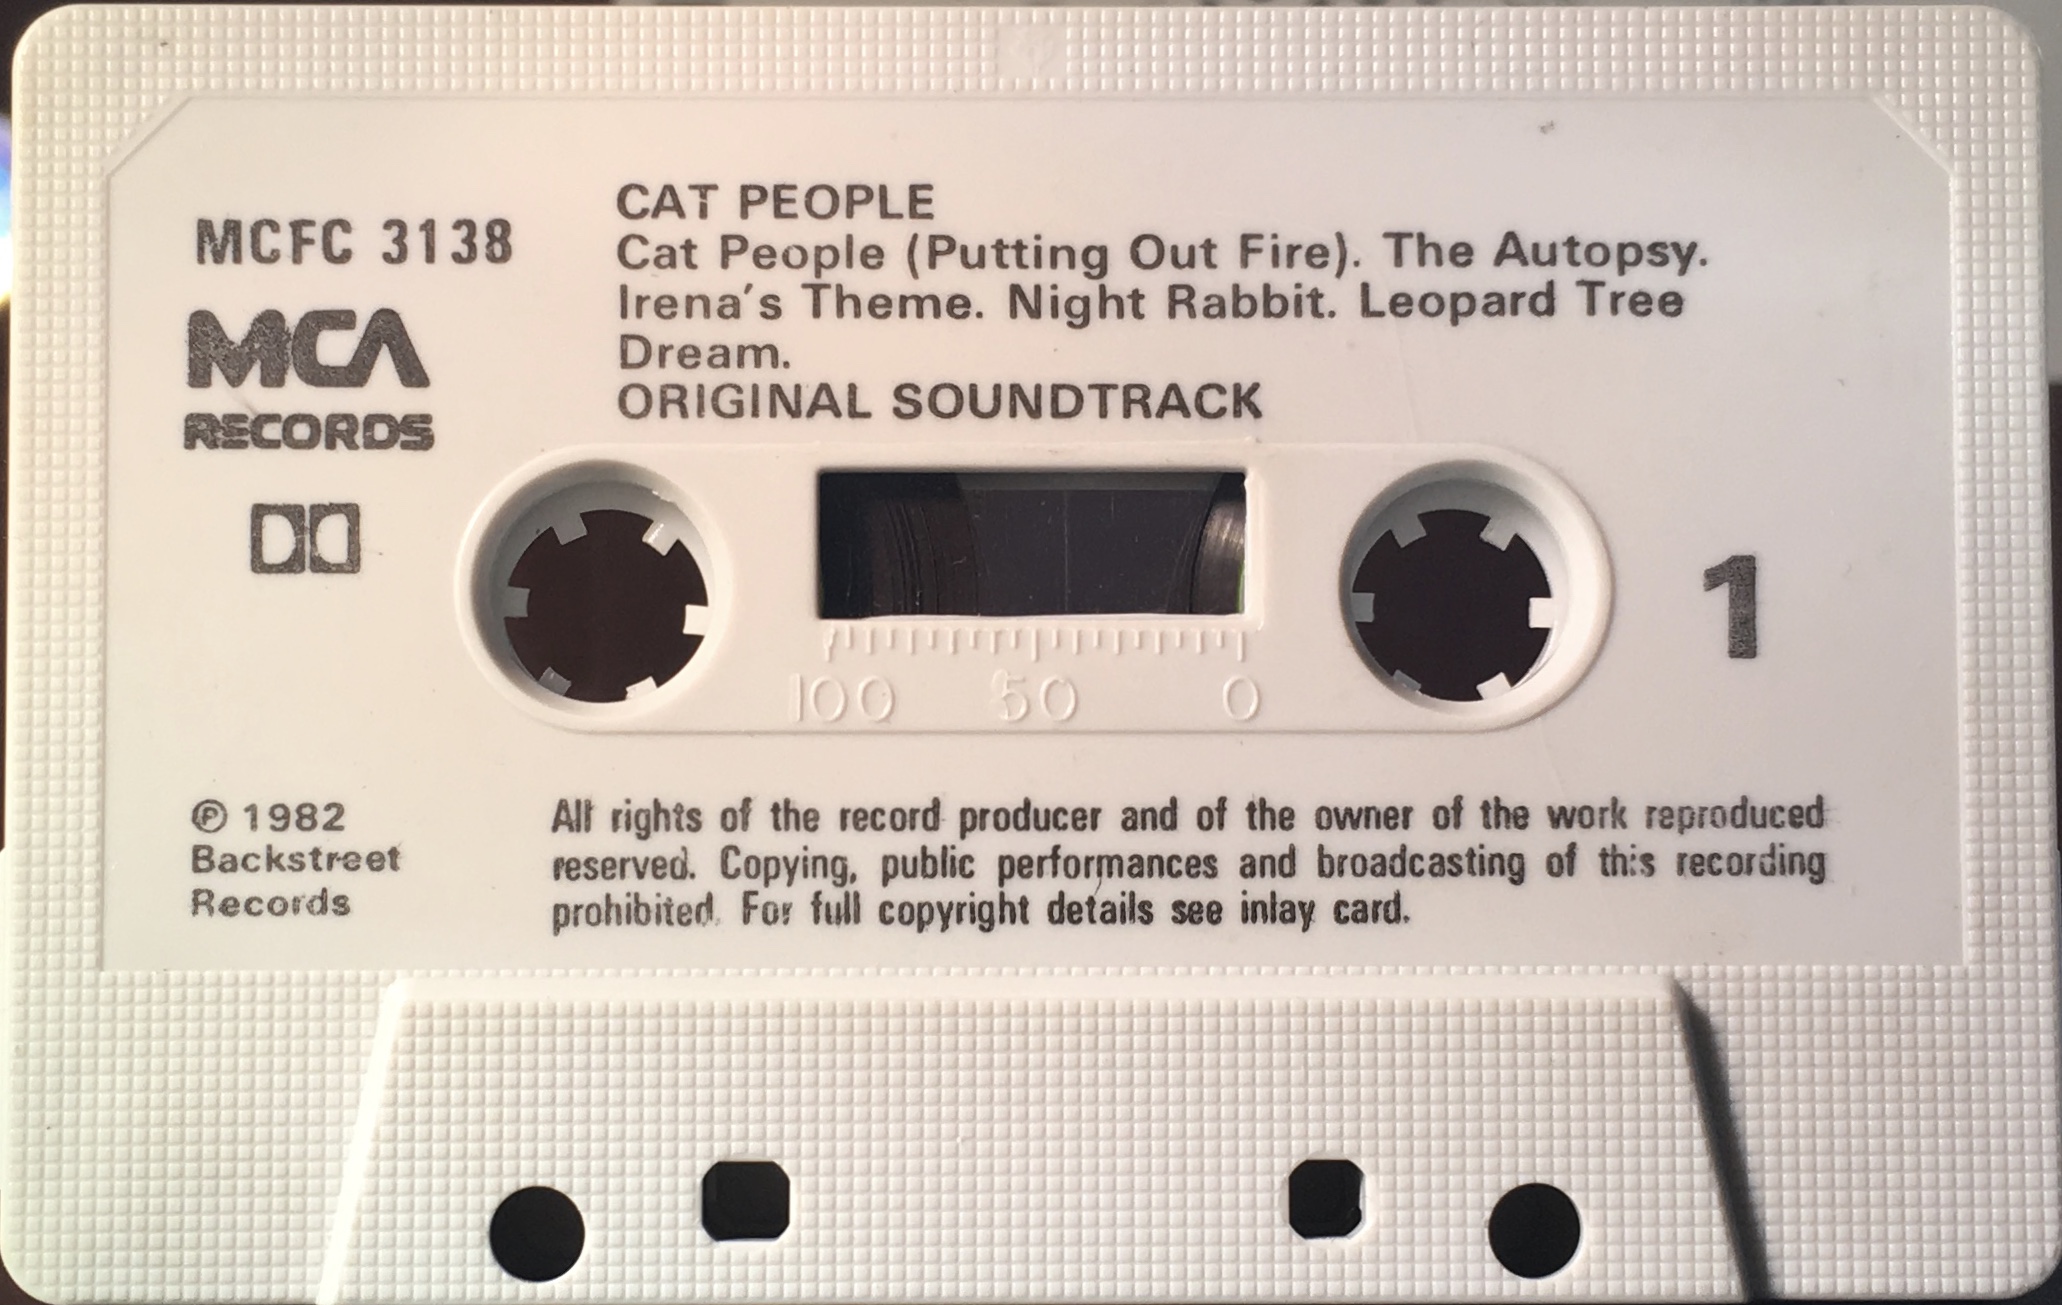 MCFC 3138
MCA
RECORDS
CAT PEOPLE
Cat People (Putting Out Fire). The Autopsy.
Irena's Theme. Night Rabbit. Leopard Tree
Dream.
ORIGINAL SOUNDTRACK
1
100 50 0
℗ 1982
Backstreet
Records
All rights of the record producer and of the owner of the work reproduced
reserved. Copying, public performances and broadcasting of this recording
prohibited. For full copyright details see inlay card.